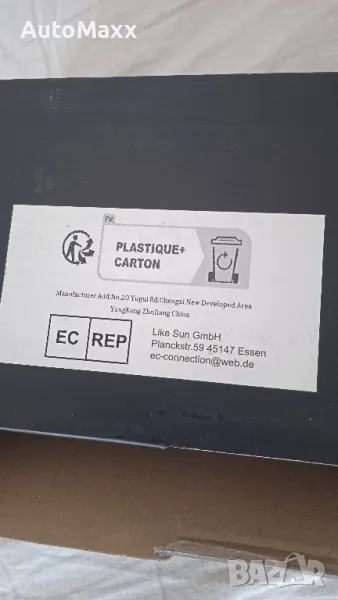 AutoMaxx
FR
PLASTIQUE+
CARTON
Manufacturer Add:No.20 Yugui Rd.Chengxi New Developed Area
YongKang ZheJiang China
EC REP
Like Sun GmbH
Planckstr.59 45147 Essen
ec-connection@web.de
BAZAR